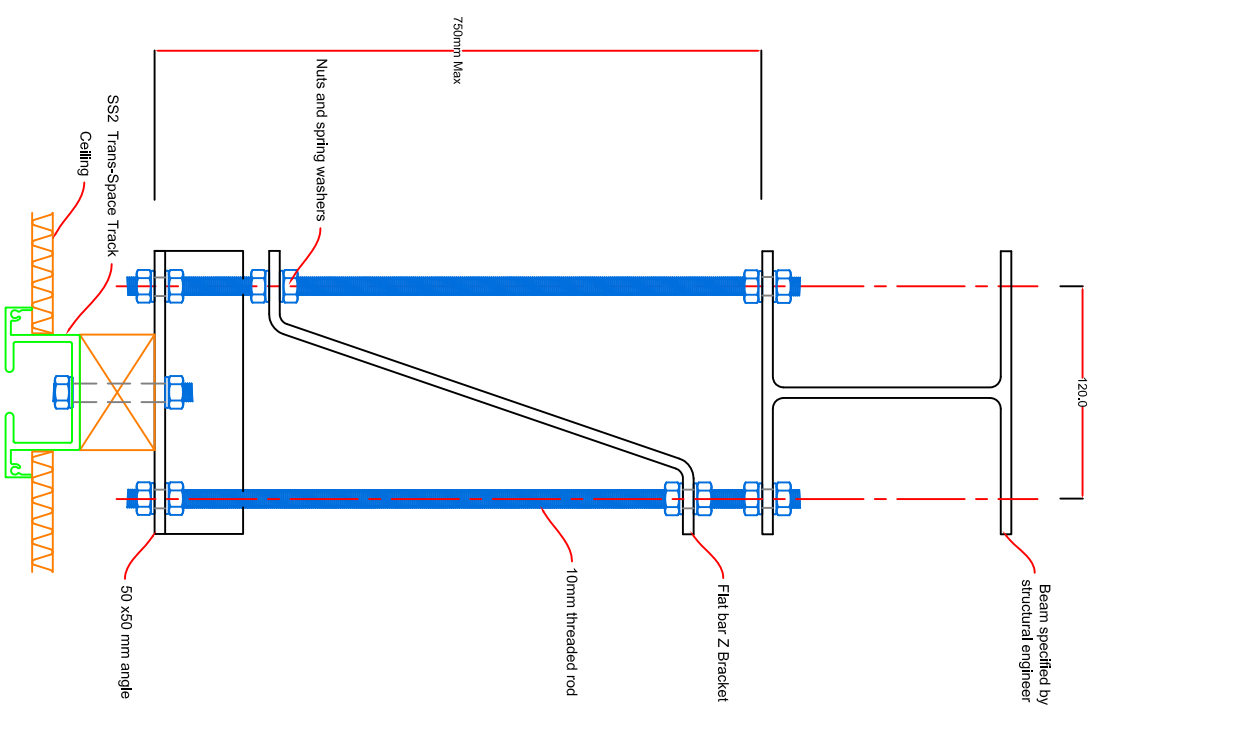 Beam specified by
structural engineer
120.0
Flat bar Z Bracket
10mm threaded rod
750mm Max
Nuts and spring washers
50 x50 mm angle
SS2 Trans-Space Track
Ceiling